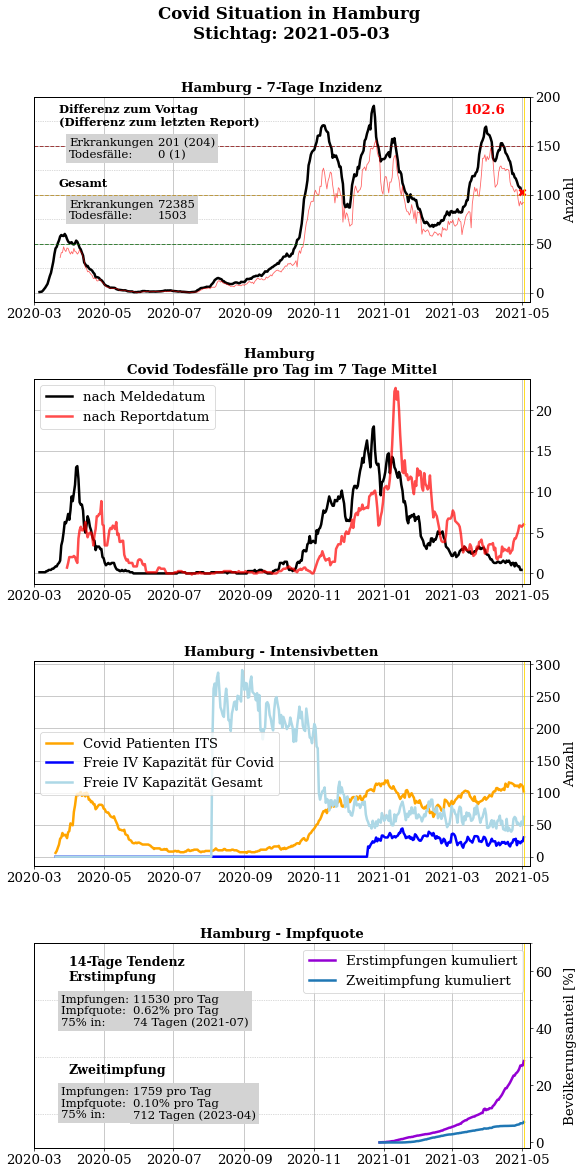 Covid Situation in Hamburg
Stichtag: 2021-05-03
Hamburg - 7-Tage Inzidenz
Differenz zum Vortag
(Differenz zum letzten Report)
Erkrankungen 201 (204)
Todesfälle: 0 (1)
Gesamt
Erkrankungen 72385
Todesfälle: 1503
102.6
200
150
100
50
0
Anzahl
2020-03 2020-05 2020-07 2020-09 2020-11 2021-01 2021-03 2021-05
Hamburg
Covid Todesfälle pro Tag im 7 Tage Mittel
nach Meldedatum
nach Reportdatum
20
15
10
5
0
2020-03 2020-05 2020-07 2020-09 2020-11 2021-01 2021-03 2021-05
Hamburg - Intensivbetten
Covid Patienten ITS
Freie IV Kapazität für Covid
Freie IV Kapazität Gesamt
300
250
200
150
100
50
0
Anzahl
2020-03 2020-05 2020-07 2020-09 2020-11 2021-01 2021-03 2021-05
Hamburg - Impfquote
14-Tage Tendenz
Erstimpfung
Impfungen: 11530 pro Tag
Impfquote: 0.62% pro Tag
75% in: 74 Tagen (2021-07)
Zweitimpfung
Impfungen: 1759 pro Tag
Impfquote: 0.10% pro Tag
75% in: 712 Tagen (2023-04)
Erstimpfungen kumuliert
Zweitimpfung kumuliert
60
40
20
0
Bevölkerungsanteil [%]
2020-03 2020-05 2020-07 2020-09 2020-11 2021-01 2021-03 2021-05